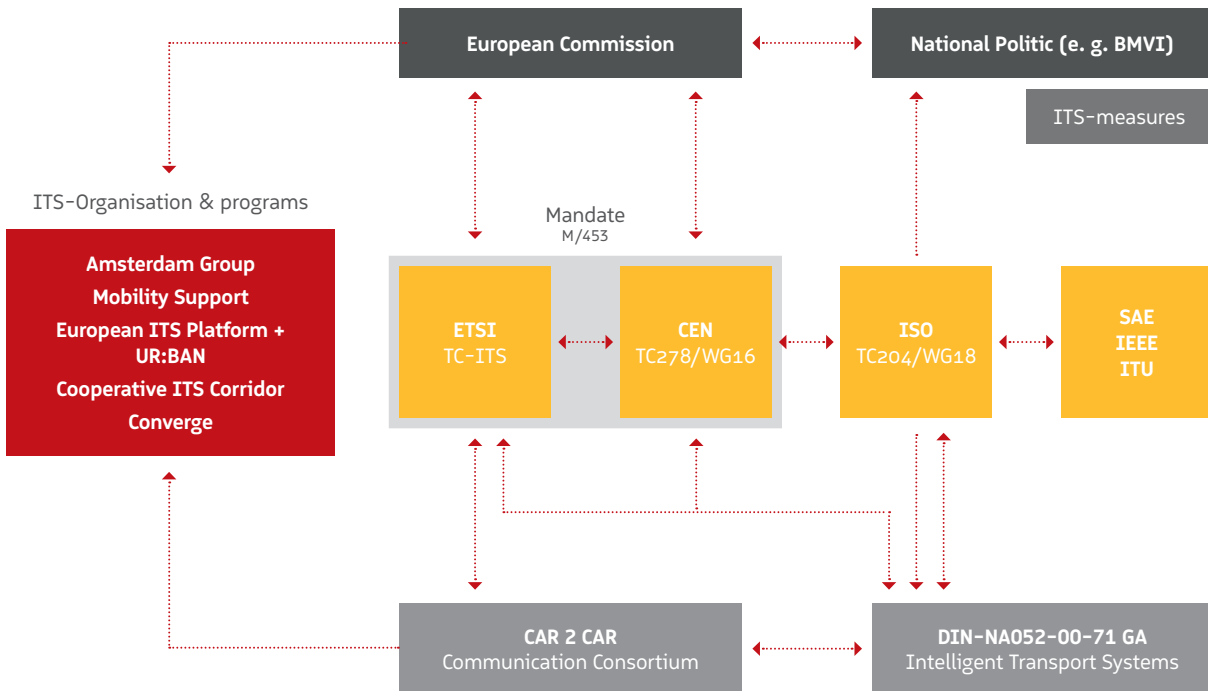 European Commission
National Politic (e. g. BMVI)
ITS-measures
ITS-Organisation & programs
Mandate
M/453
Amsterdam Group
Mobility Support
European ITS Platform +
UR:BAN
Cooperative ITS Corridor
Converge
ETSI
TC-ITS
CEN
TC278/WG16
ISO
TC204/WG18
SAE
IEEE
ITU
CAR 2 CAR
Communication Consortium
DIN-NA052-00-71 GA
Intelligent Transport Systems